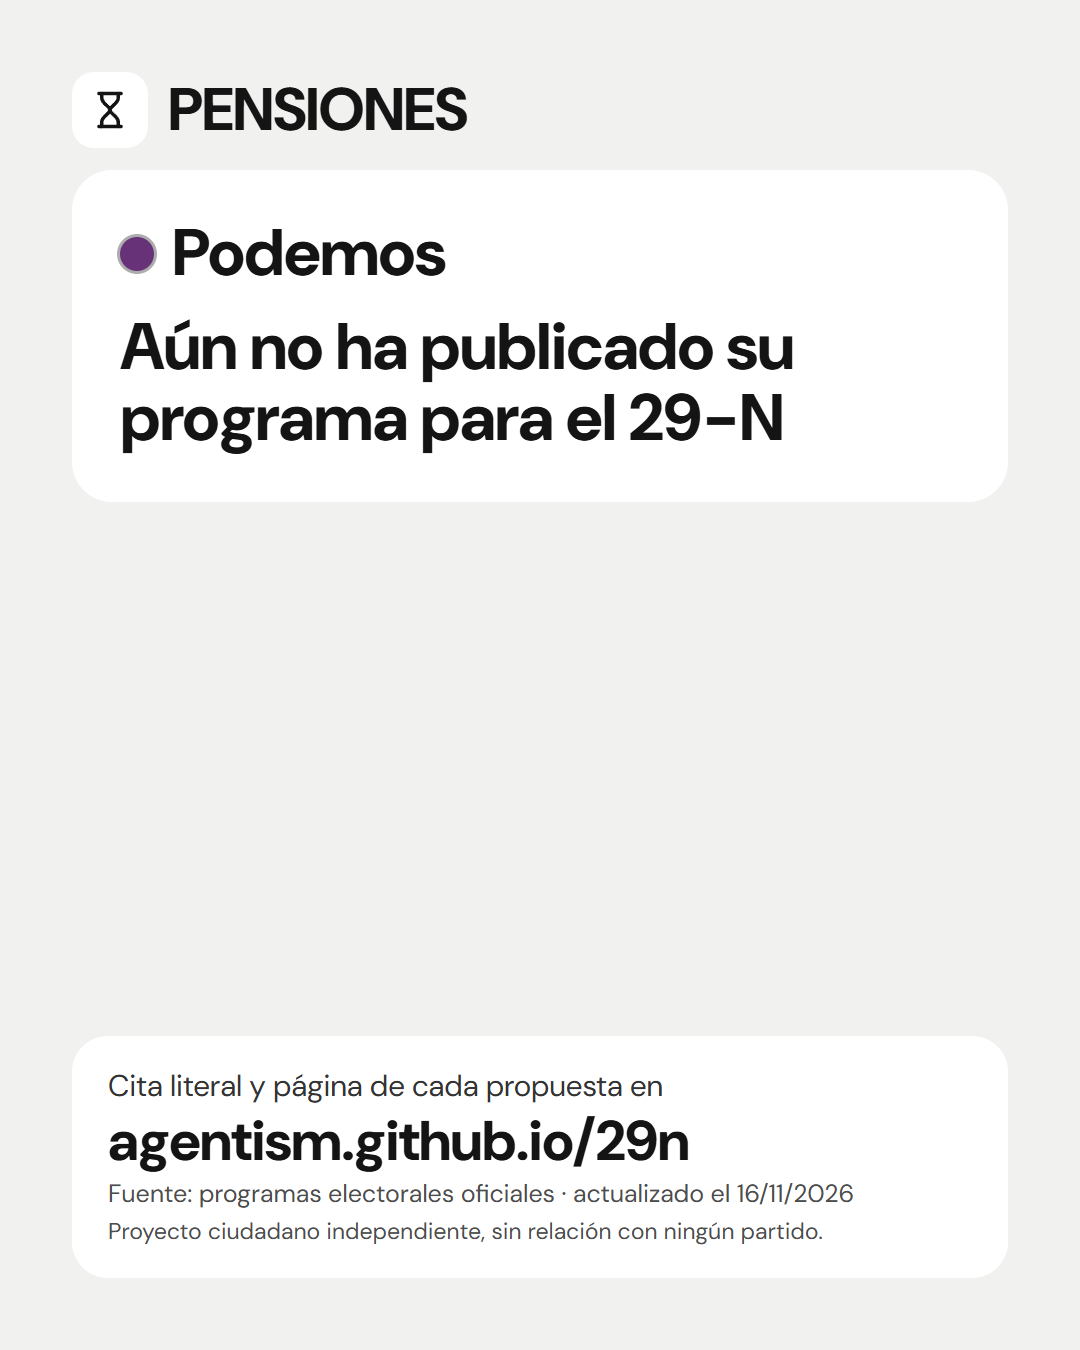 PENSIONES
Podemos
Aún no ha publicado su
programa para el 29-N
Cita literal y página de cada propuesta en
agentism.github.io/29n
Fuente: programas electorales oficiales · actualizado el 16/11/2026
Proyecto ciudadano independiente, sin relación con ningún partido.